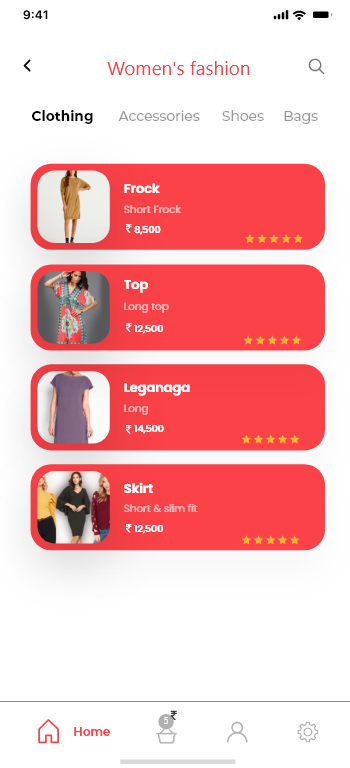 9:41
Women's fashion
Clothing Accessories Shoes Bags
Frock
Short Frock
₹ 8,500
Top
Long top
₹ 12,500
Leganaga
Long
₹ 14,500
Skirt
Short & slim fit
₹ 12,500
₹
5
Home